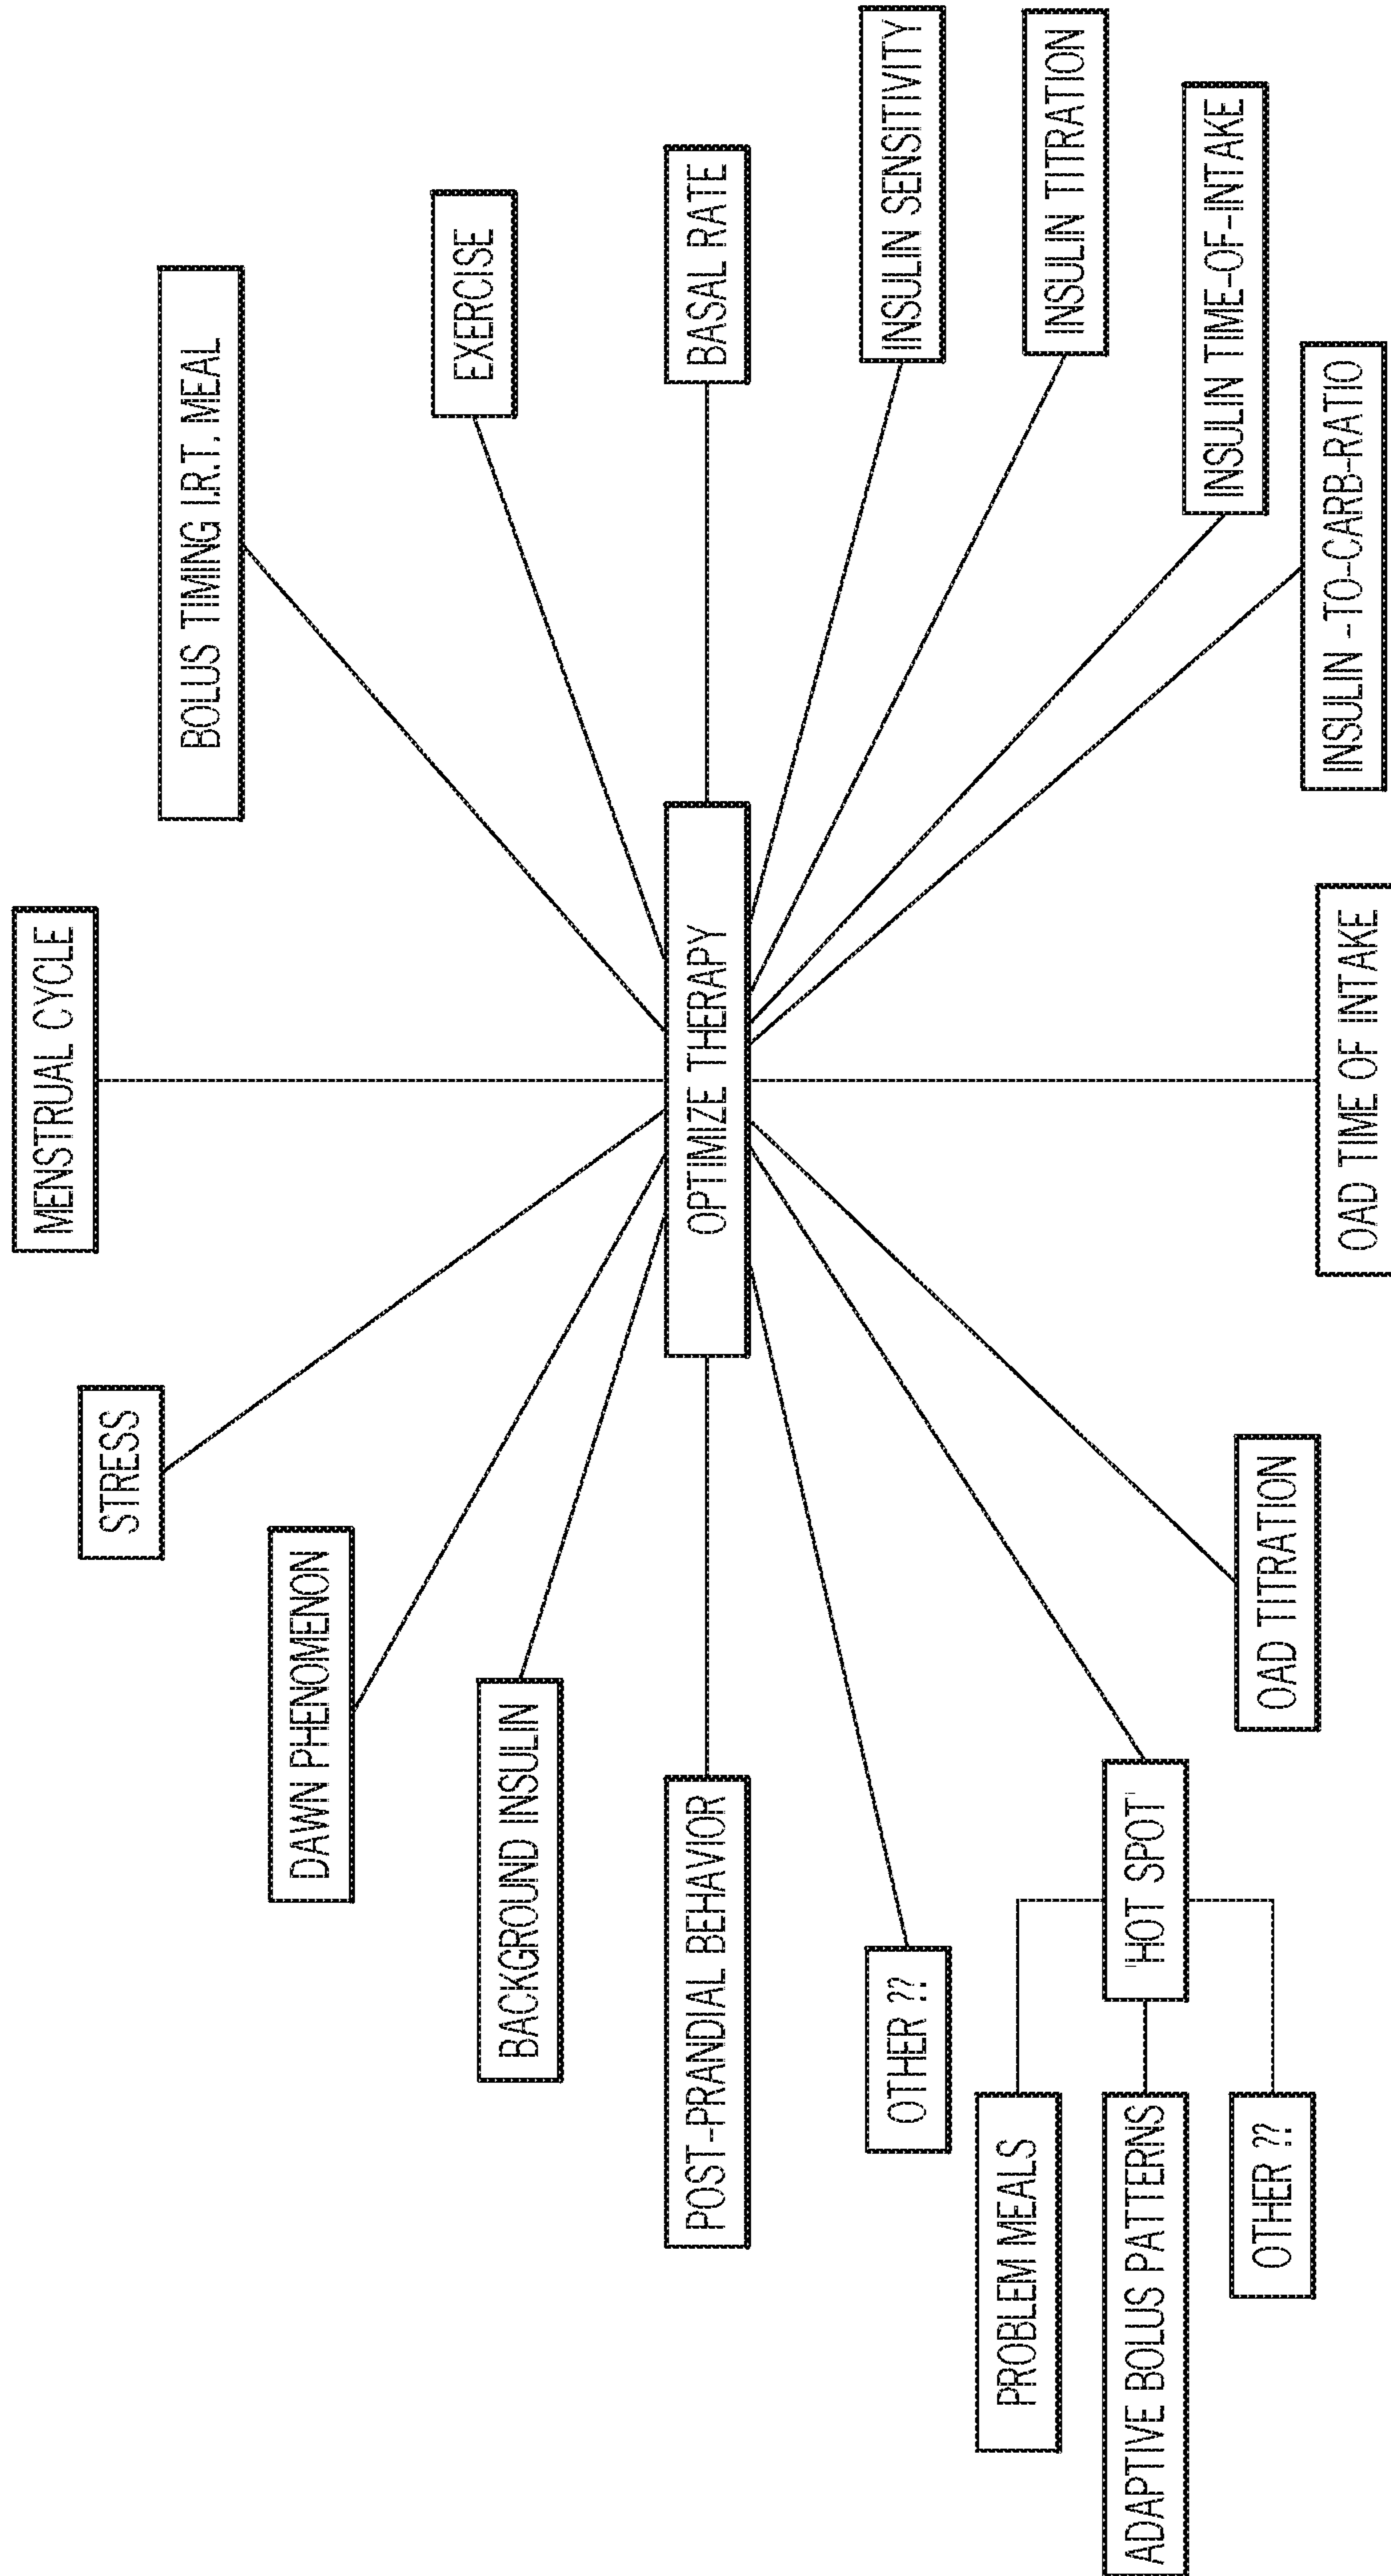 MENSTRUAL CYCLE
STRESS
BOLUS TIMING I.R.T. MEAL
DAWN PHENOMENON
EXERCISE
BACKGROUND INSULIN
POST-PRANDIAL BEHAVIOR
OPTIMIZE THERAPY
BASAL RATE
OTHER ??
INSULIN SENSITIVITY
PROBLEM MEALS
INSULIN TITRATION
ADAPTIVE BOLUS PATTERNS
'HOT SPOT'
INSULIN TIME-OF-INTAKE
OTHER ??
OAD TITRATION
INSULIN -TO-CARB-RATIO
OAD TIME OF INTAKE